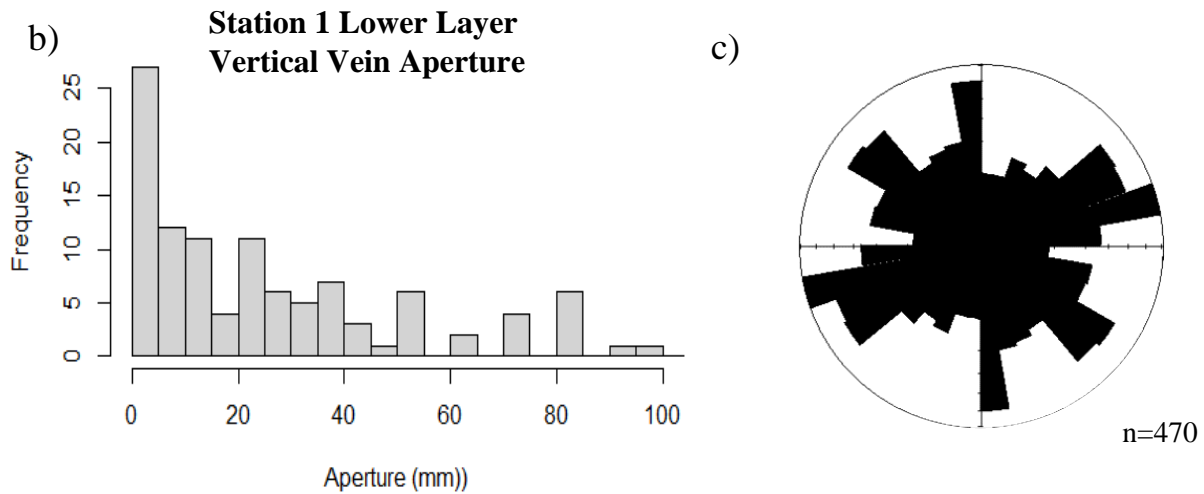 b)
Station 1 Lower Layer
Vertical Vein Aperture
Frequency
25
20
15
10
5
0
0 20 40 60 80 100
Aperture (mm))
c)
n=470